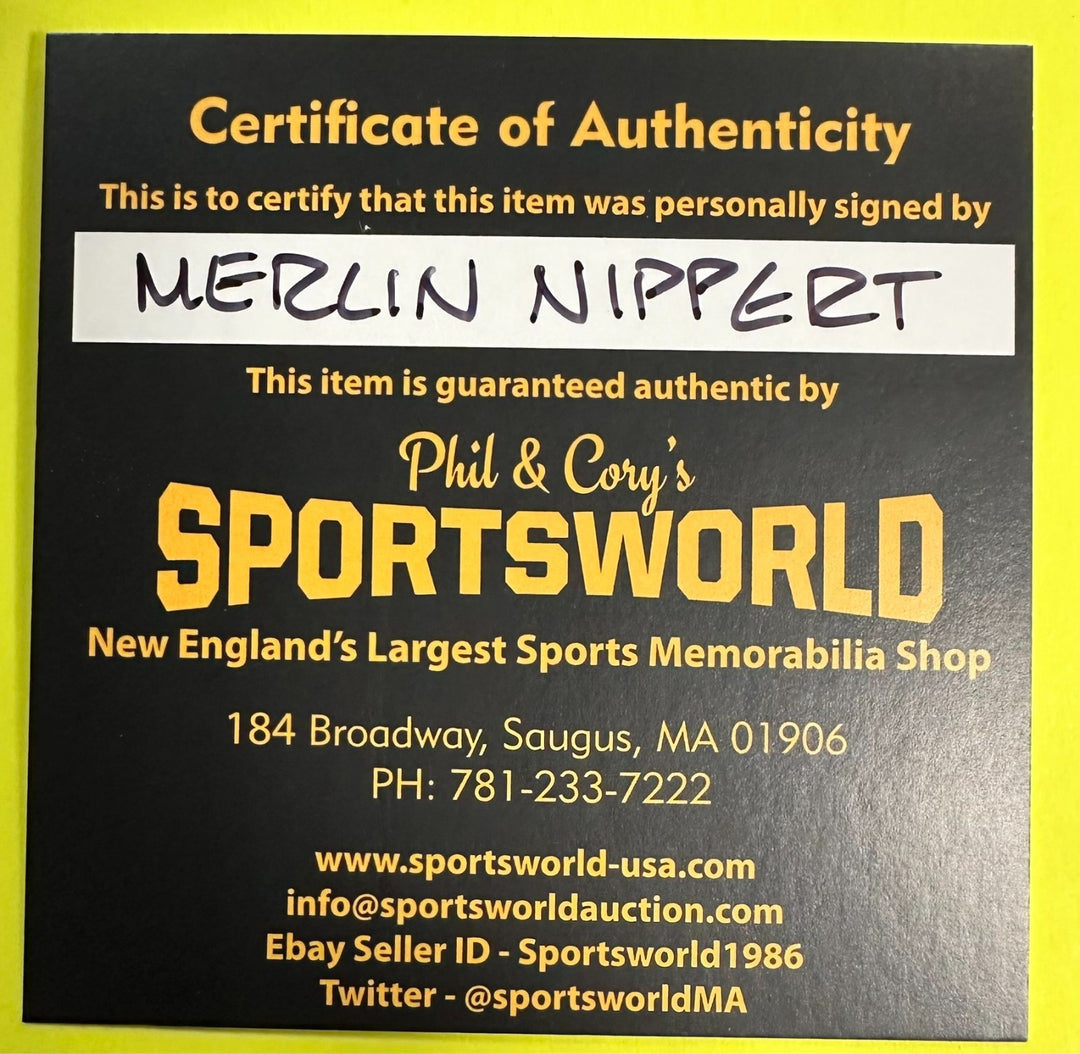 Certificate of Authenticity
This is to certify that this item was personally signed by
MERLIN NIPPERT
This item is guaranteed authentic by
Phil & Cory's
SPORTSWORLD
New England's Largest Sports Memorabilia Shop
184 Broadway, Saugus, MA 01906
PH: 781-233-7222
www.sportsworld-usa.com
info@sportsworldauction.com
Ebay Seller ID - Sportsworld1986
Twitter - @sportsworldMA